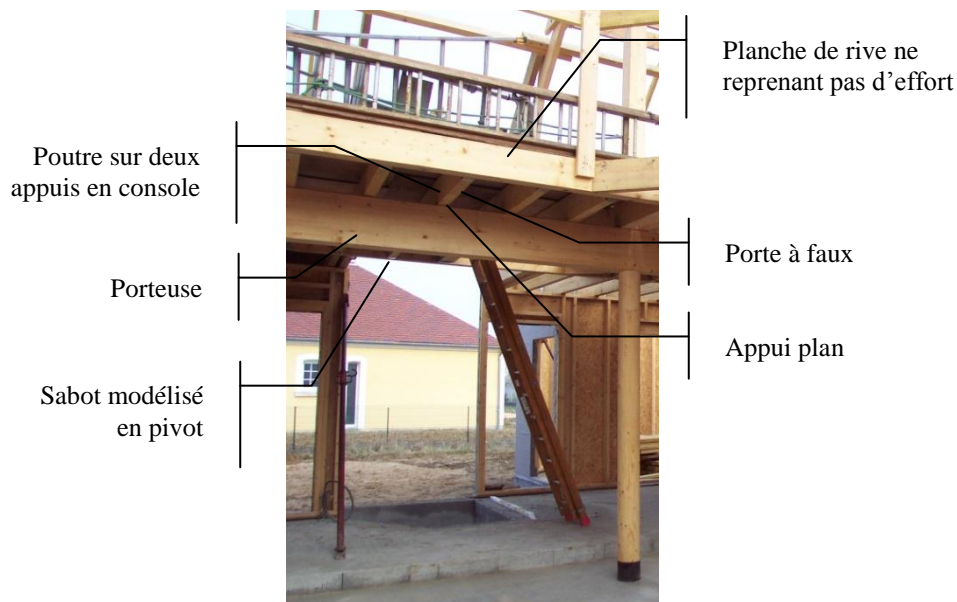 Planche de rive ne
reprenant pas d'effort
Poutre sur deux
appuis en console
Porte à faux
Porteuse
Appui plan
Sabot modélisé
en pivot